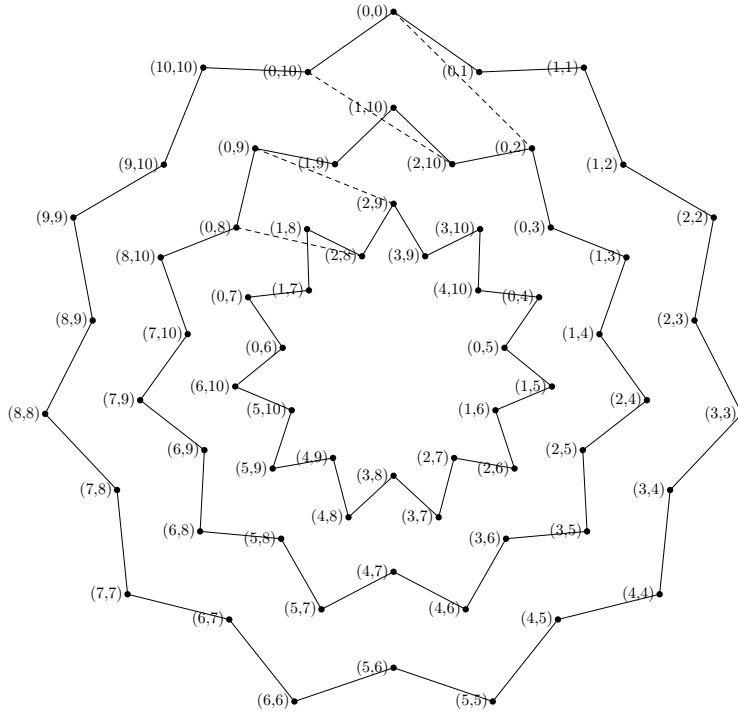 (0,0)
(10,10) (0,10) (0,1) (1,1)
(1,10)
(0,9) (1,9) (2,10) (0,2)
(9,10) (1,2)
(9,9) (2,9) (2,2)
(0,8) (1,8) (3,10) (0,3)
(8,10) (2,8) (3,9) (1,3)
(0,7) (1,7) (4,10) (0,4)
(8,9) (7,10) (1,4) (2,3)
(0,6) (0,5)
(6,10) (1,5)
(8,8) (7,9) (5,10) (1,6) (2,4) (3,3)
(6,9) (2,5)
(5,9) (4,9) (3,8) (2,7) (2,6)
(7,8) (3,4)
(6,8) (4,8) (3,7) (3,5)
(5,8) (3,6)
(4,7)
(7,7) (5,7) (4,6) (4,4)
(6,7) (4,5)
(5,6)
(6,6) (5,5)